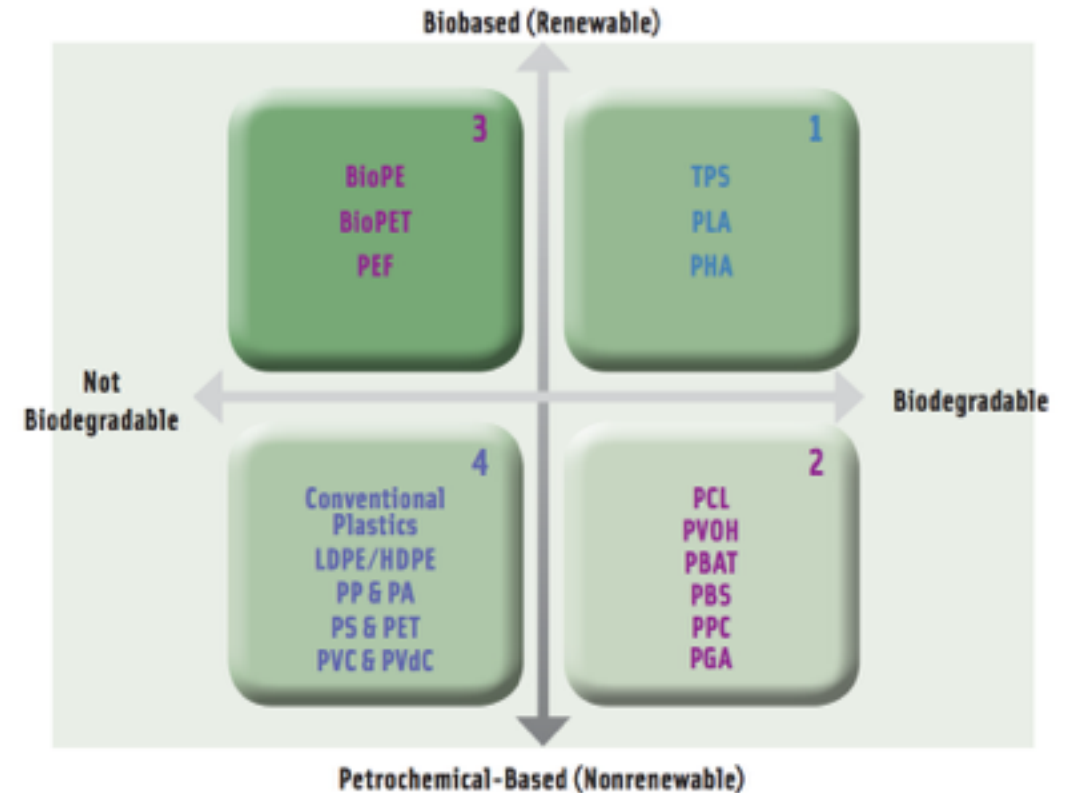 Biobased (Renewable)
3
BioPE
BioPET
PEF
1
TPS
PLA
PHA
Not
Biodegradable
Biodegradable
4
Conventional
Plastics
LDPE/HDPE
PP & PA
PS & PET
PVC & PVdC
2
PCL
PVOH
PBAT
PBS
PPC
PGA
Petrochemical-Based (Nonrenewable)